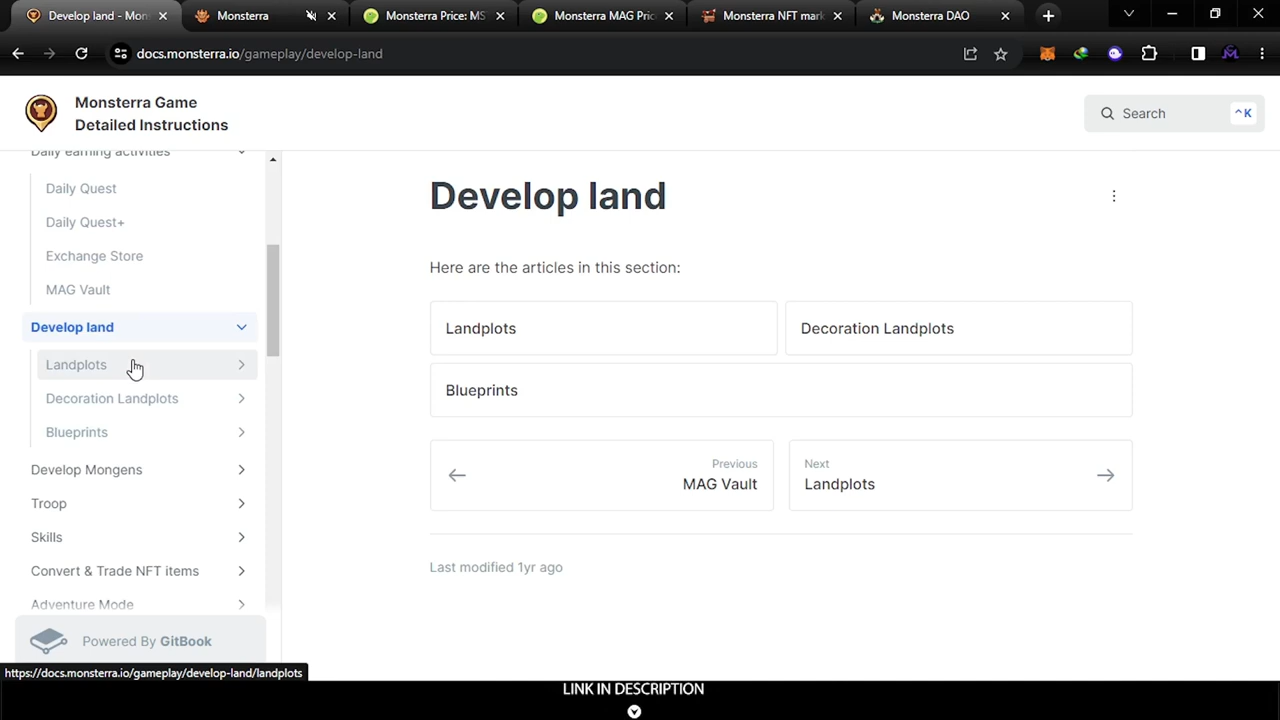 Develop land - Mon
Monsterra
Monsterra Price: MS
Monsterra MAG Pric
Monsterra NFT mark
Monsterra DAO
docs.monsterra.io/gameplay/develop-land
Monsterra Game
Detailed Instructions
Search
^K
Daily earning activities
Daily Quest
Daily Quest+
Exchange Store
MAG Vault
Develop land
Landplots
Decoration Landplots
Blueprints
Develop Mongens
Troop
Skills
Convert & Trade NFT items
Adventure Mode
Powered By GitBook
https://docs.monsterra.io/gameplay/develop-land/landplots
Develop land
Here are the articles in this section:
Landplots
Decoration Landplots
Blueprints
Previous
MAG Vault
Next
Landplots
Last modified 1yr ago
LINK IN DESCRIPTION